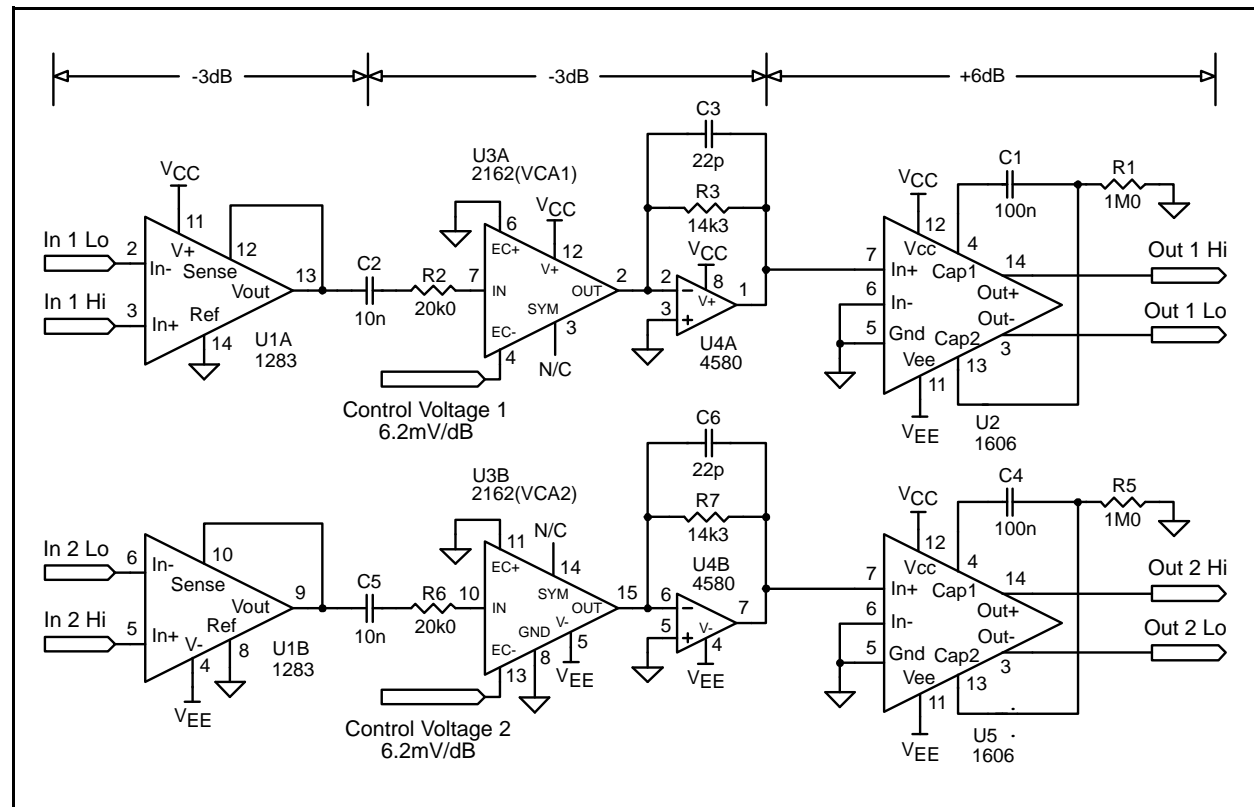 -3dB
-3dB
+6dB
C3
22p
R3
14k3
U3A
2162(VCA1)
VCC
11
V+
12
Sense
In 1 Lo
2
In-
13
Vout
In 1 Hi
3
In+
Ref
14
U1A
1283
C2
10n
R2
20k0
7
IN
6
EC+
VCC
12
V+
2
OUT
SYM
3
N/C
EC-
4
Control Voltage 1
6.2mV/dB
VCC
8
V+
2
-
3
+
1
U4A
4580
VCC
12
Vcc
C1
100n
R1
1M0
4
Cap1
7
In+
6
In-
5
Gnd
14
Out+
Out-
3
Cap2
13
Vee
11
VEE
U2
1606
Out 1 Hi
Out 1 Lo
C6
22p
R7
14k3
U3B
2162(VCA2)
In 2 Lo
6
In-
10
Sense
9
Vout
In 2 Hi
5
In+
Ref
8
V-
4
VEE
U1B
1283
C5
10n
R6
20k0
10
IN
11
EC+
N/C
14
SYM
15
OUT
V-
5
VEE
GND
8
EC-
13
Control Voltage 2
6.2mV/dB
U4B
4580
6
-
5
+
7
V-
4
VEE
VCC
12
Vcc
C4
100n
R5
1M0
4
Cap1
7
In+
6
In-
5
Gnd
14
Out+
Out-
3
Cap2
13
Vee
11
VEE
U5
1606
Out 2 Hi
Out 2 Lo